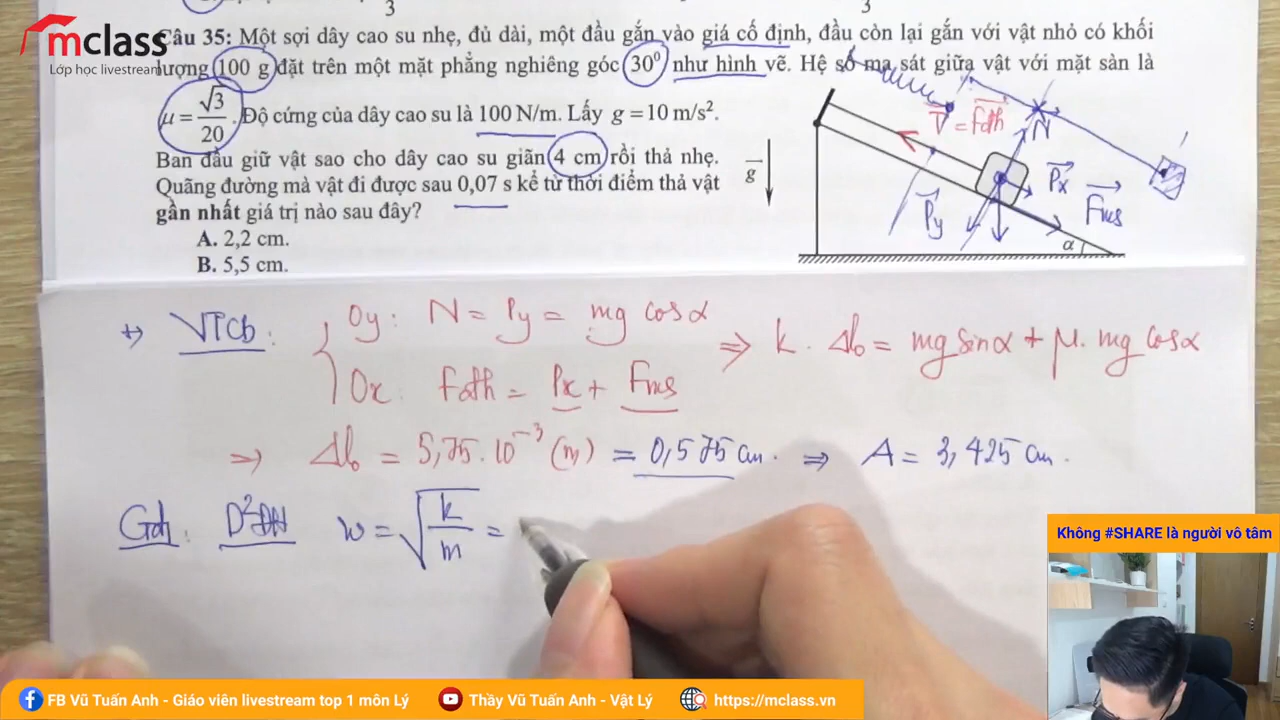 mclass
Lớp học livestream
3
3
Câu 35: Một sợi dây cao su nhẹ, đủ dài, một đầu gắn vào giá cố định, đầu còn lại gắn với vật nhỏ có khối
lượng 100 g đặt trên một mặt phẳng nghiêng góc 30⁰ như hình vẽ. Hệ số ma sát giữa vật với mặt sàn là
μ = √3/20. Độ cứng của dây cao su là 100 N/m. Lấy g = 10 m/s².
Ban đầu giữ vật sao cho dây cao su giãn 4 cm rồi thả nhẹ.
Quãng đường mà vật đi được sau 0,07 s kể từ thời điểm thả vật
gần nhất giá trị nào sau đây?
A. 2,2 cm.
B. 5,5 cm.
g
= Fđh
N
Px
Py
Fms
α
+) VTCB:
Oy: N = Py = mg cosα
Ox: Fđh = Px + Fms
=> k. Δl₀ = mg sinα + μ. mg cosα
=> Δl₀ = 5,75.10⁻³ (m) = 0,575 cm. => A = 3,425 cm.
Gđ1: ω = √k/m =
Không #SHARE là người vô tâm
FB Vũ Tuấn Anh - Giáo viên livestream top 1 môn Lý
Thầy Vũ Tuấn Anh - Vật Lý
https://mclass.vn